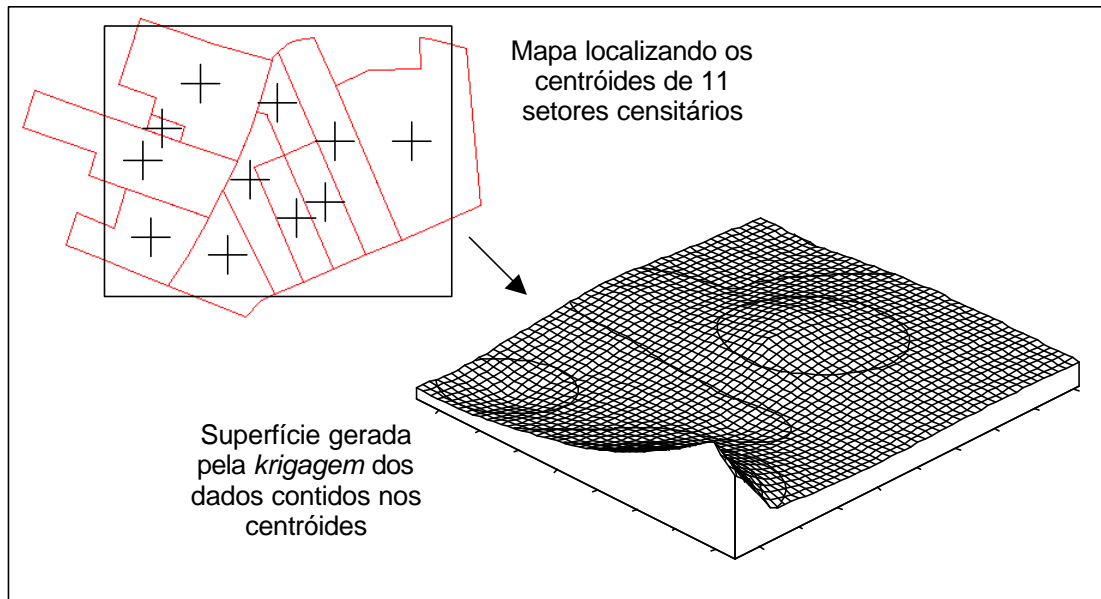 Mapa localizando os
centróides de 11
setores censitários
Superfície gerada
pela krigagem dos
dados contidos nos
centróides